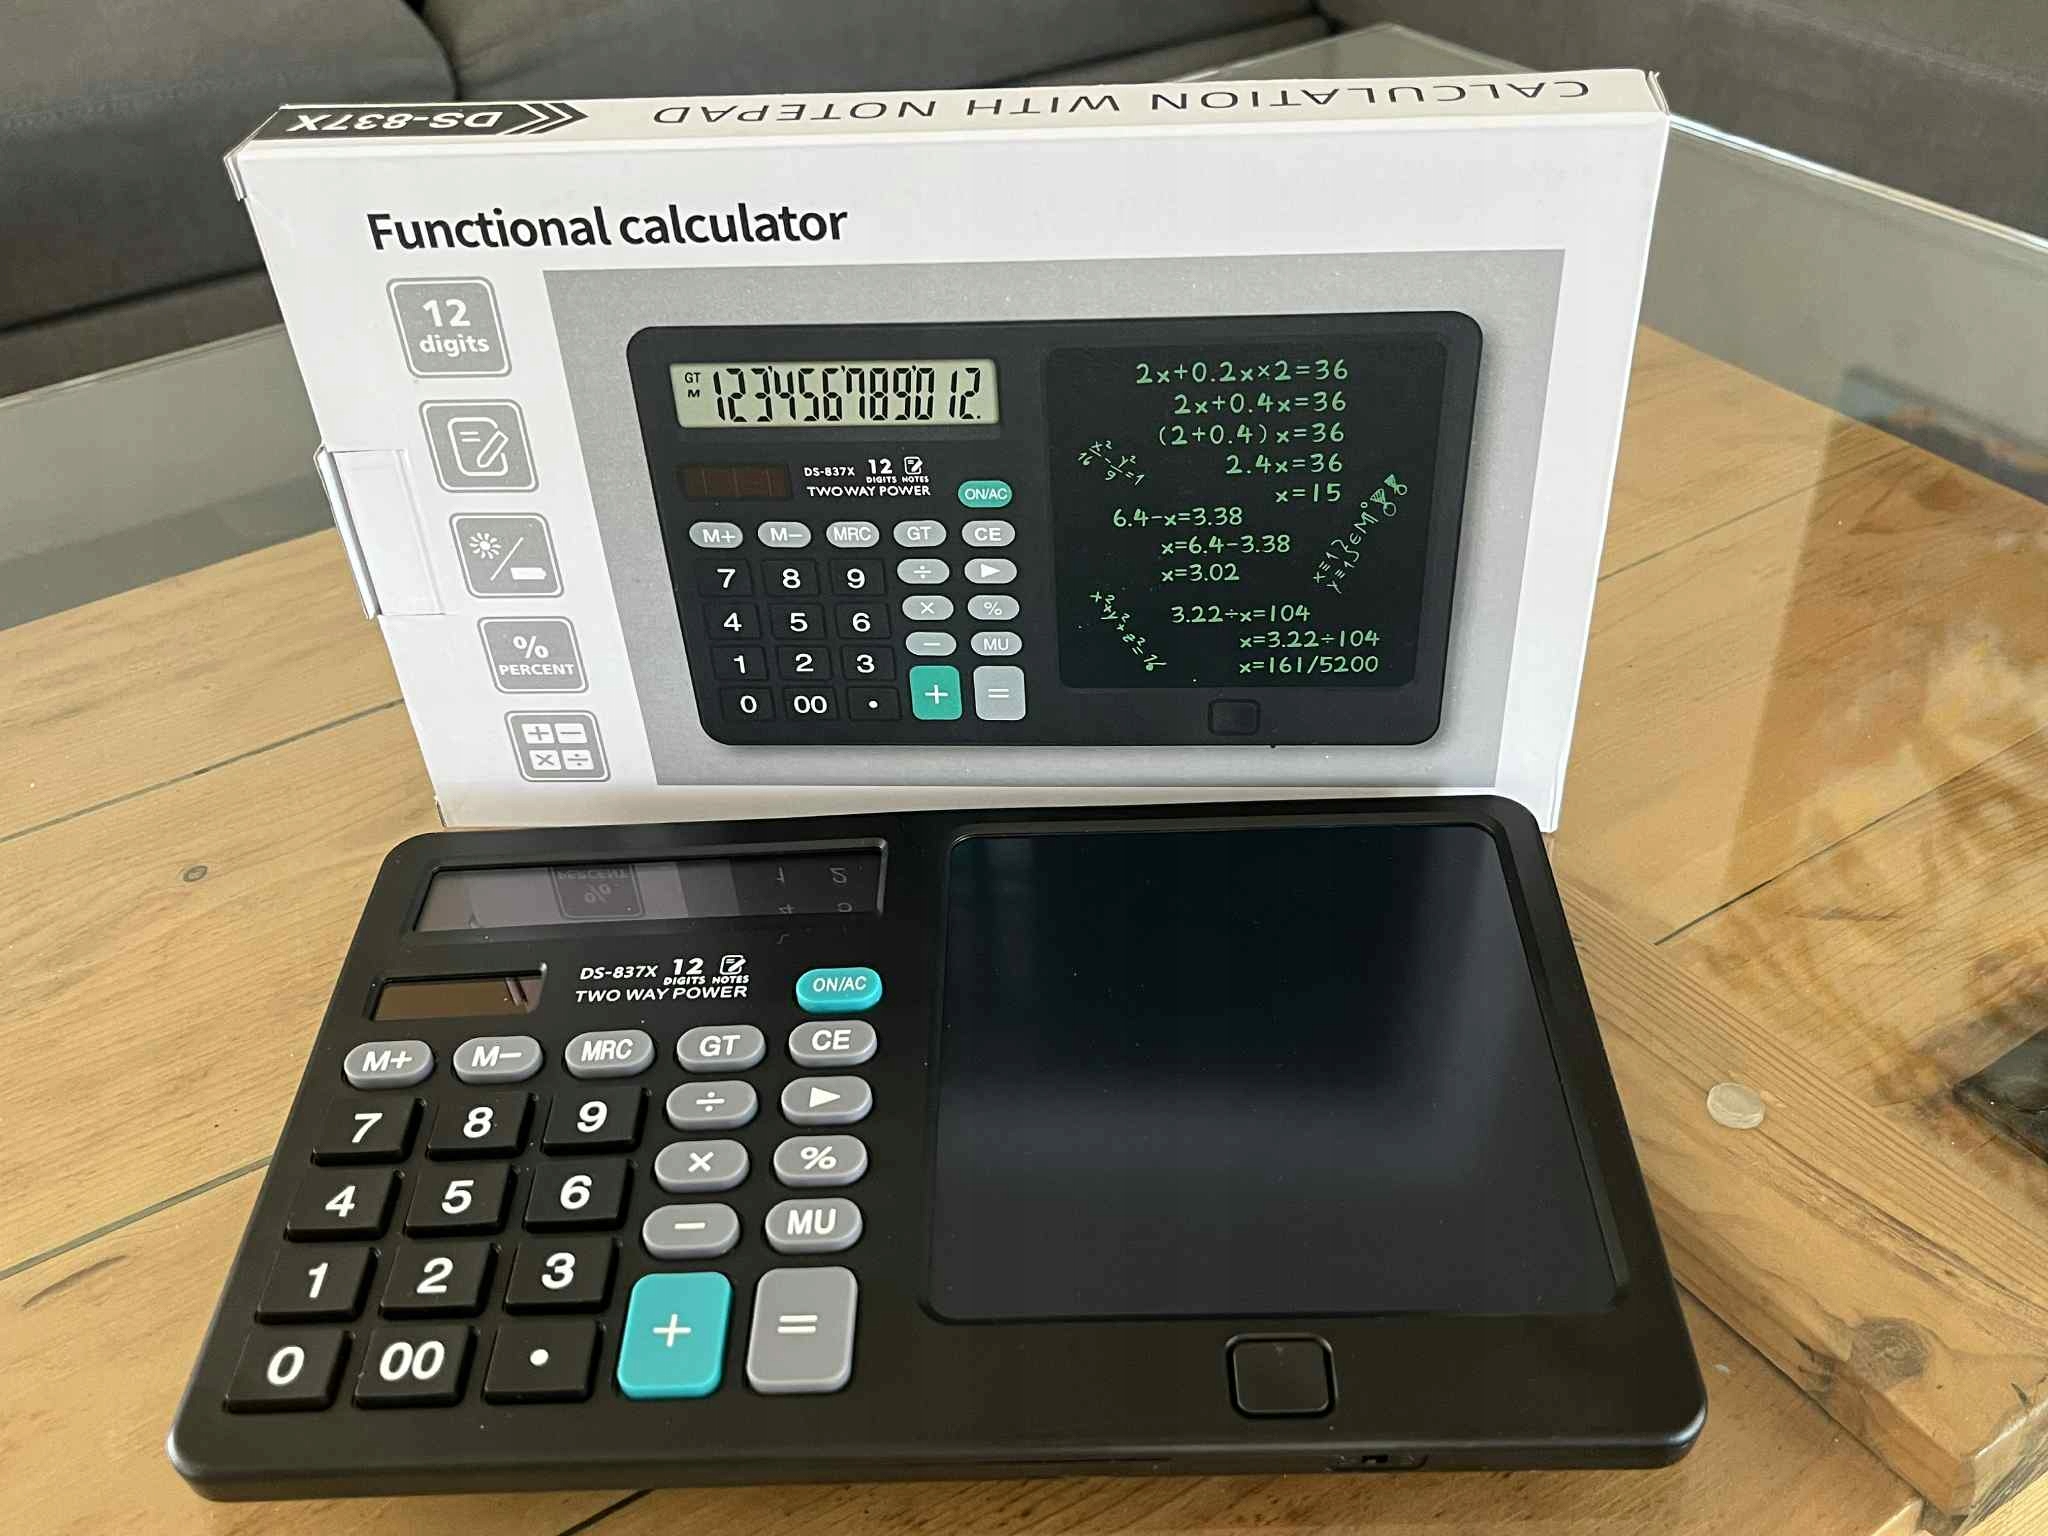 DS-837X CALCULATION WITH NOTEPAD
Functional calculator
12
digits
%
PERCENT
+ −
× ÷
GT
M
123'456'789'012.
DS-837X 12 DIGITS NOTES
TWO WAY POWER
ON/AC
M+ M− MRC GT CE
7 8 9 ÷ ▶
4 5 6 × %
1 2 3 − MU
0 00 • + =
2x+0.2x×2=36
2x+0.4x=36
(2+0.4)x=36
2.4x=36
x=15
6.4-x=3.38
x=6.4-3.38
x=3.02
3.22÷x=104
x=3.22÷104
x=161/5200
DS-837X 12 DIGITS NOTES
TWO WAY POWER
ON/AC
M+ M− MRC GT CE
7 8 9 ÷ ▶
4 5 6 × %
1 2 3 − MU
0 00 • + =